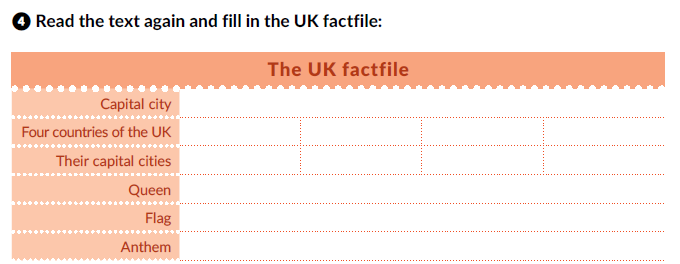 4 Read the text again and fill in the UK factfile:
The UK factfile
Capital city
Four countries of the UK
Their capital cities
Queen
Flag
Anthem